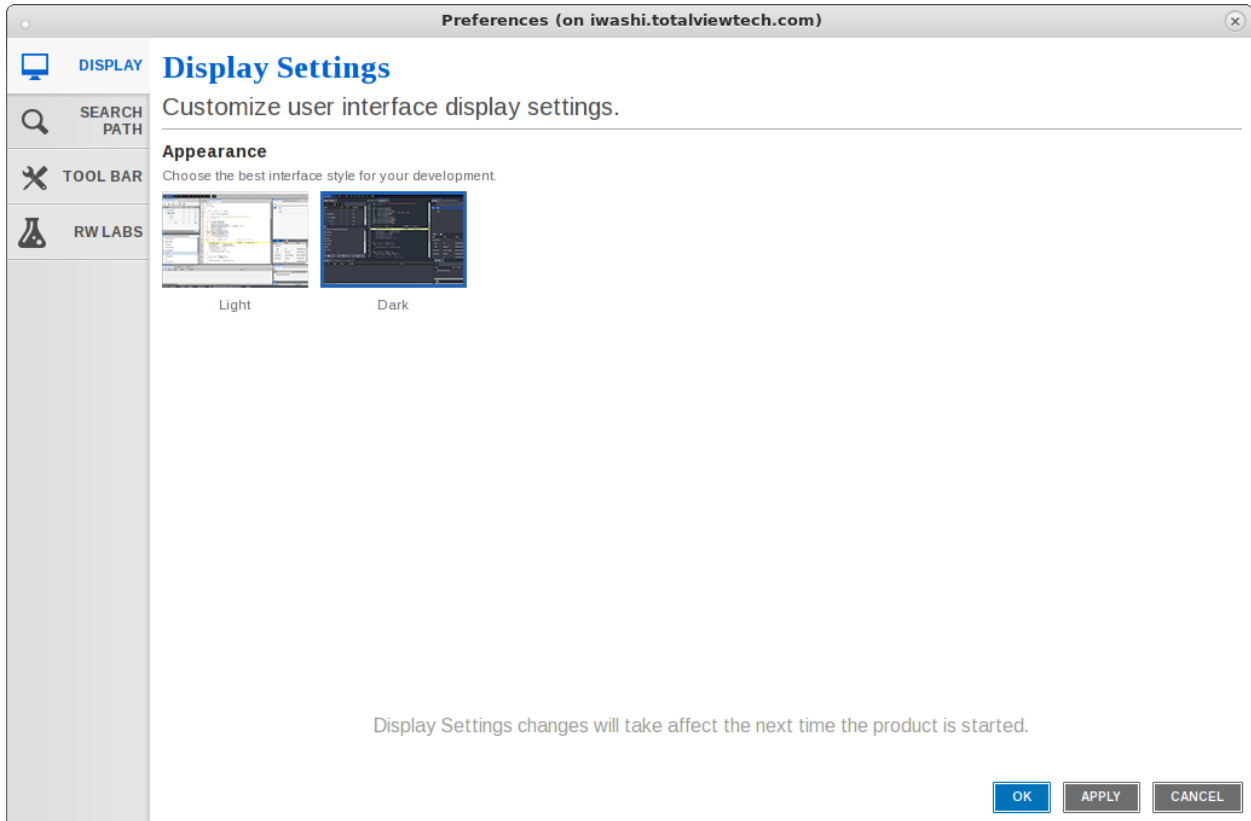 Preferences (on iwashi.totalviewtech.com)
DISPLAY
SEARCH
PATH
TOOL BAR
RW LABS
Display Settings
Customize user interface display settings.
Appearance
Choose the best interface style for your development.
Light
Dark
Display Settings changes will take affect the next time the product is started.
OK
APPLY
CANCEL